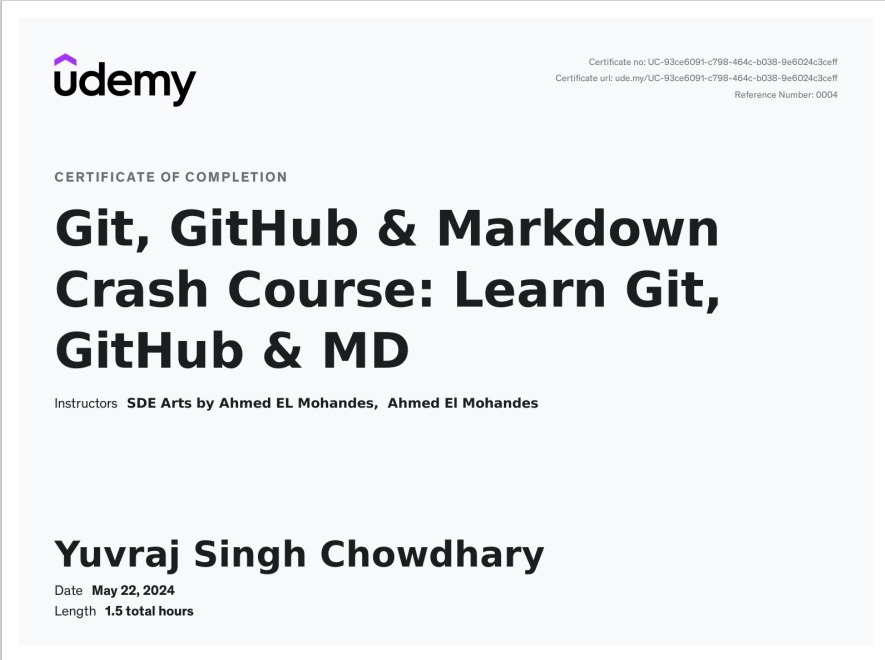 ûdemy
Certificate no: UC-93ce6091-c798-464c-b038-9e6024c3ceff
Certificate url: ude.my/UC-93ce6091-c798-464c-b038-9e6024c3ceff
Reference Number: 0004
CERTIFICATE OF COMPLETION
Git, GitHub & Markdown
Crash Course: Learn Git,
GitHub & MD
Instructors SDE Arts by Ahmed EL Mohandes, Ahmed El Mohandes
Yuvraj Singh Chowdhary
Date May 22, 2024
Length 1.5 total hours